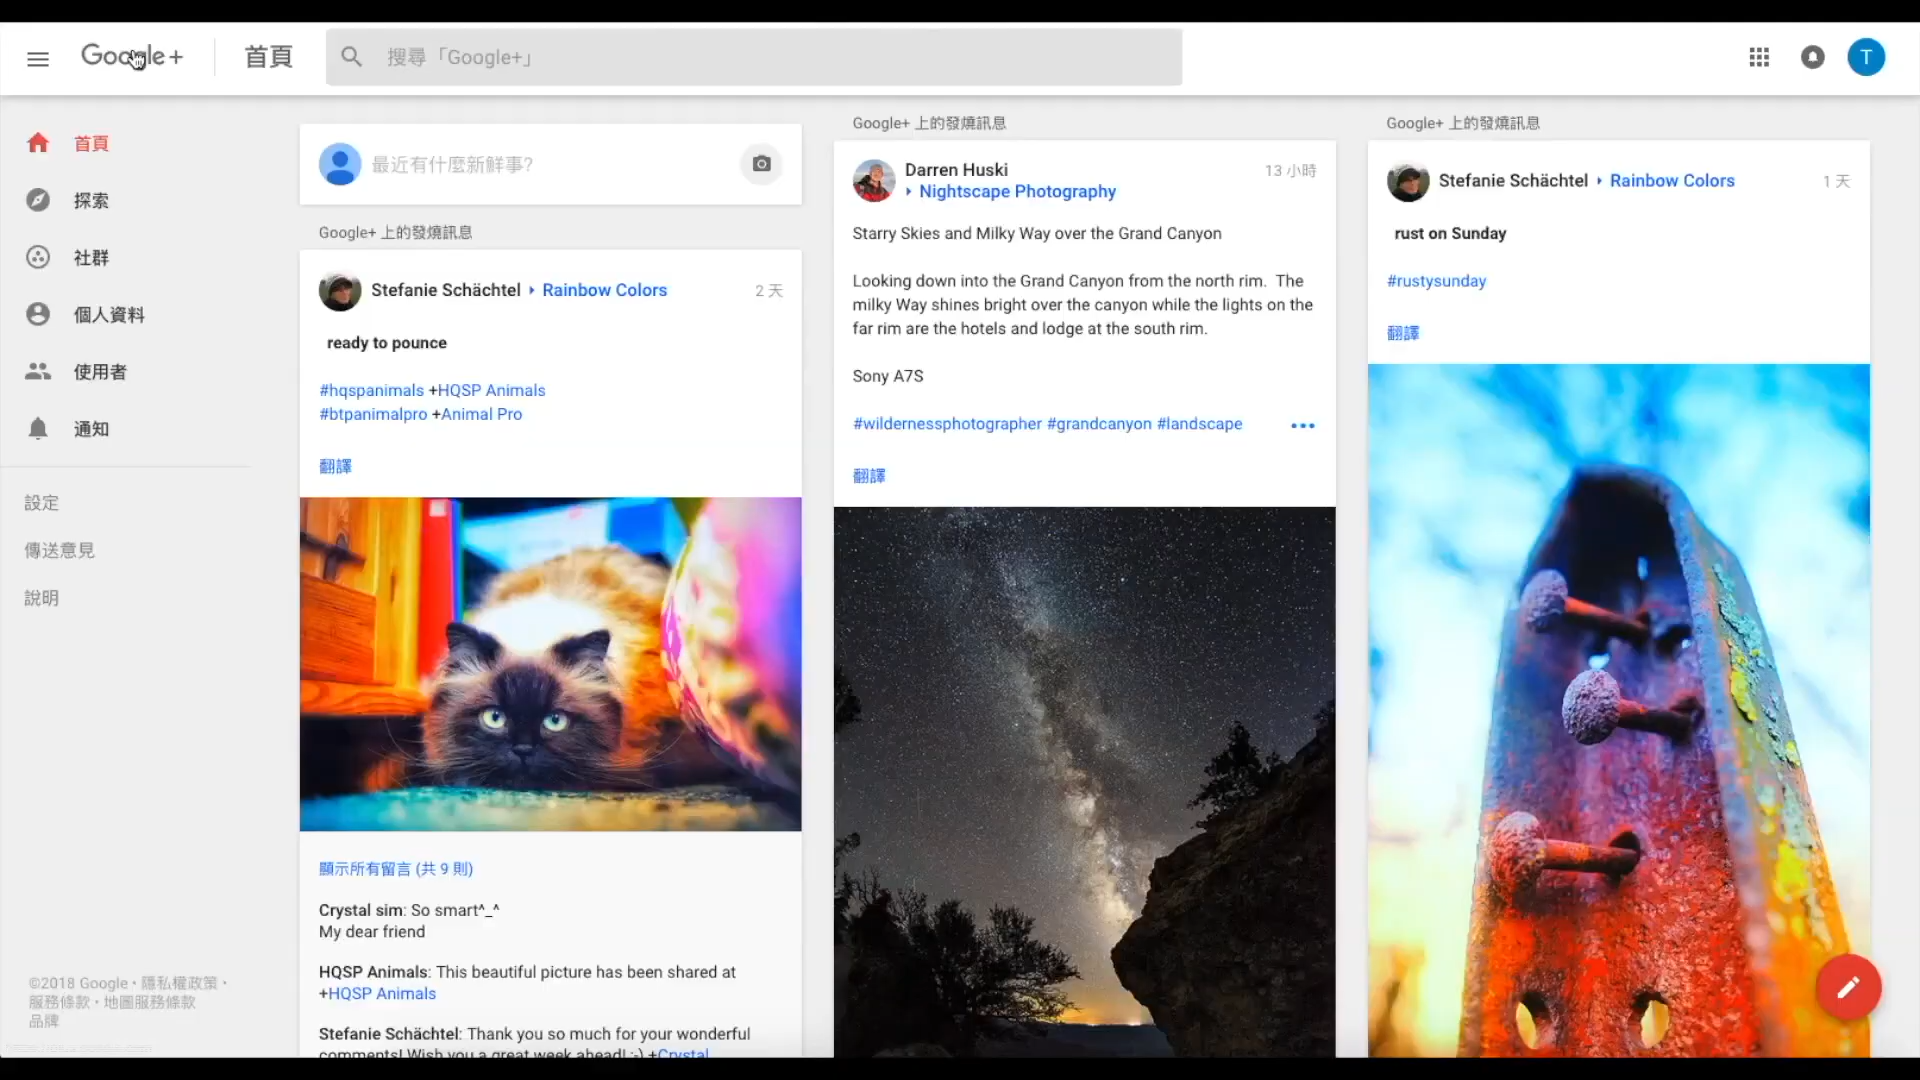 Google+
首頁
搜尋「Google+」
T
首頁
探索
社群
個人資料
使用者
通知
設定
傳送意見
說明
©2018 Google • 隱私權政策 •
服務條款 • 地圖服務條款
品牌
最近有什麼新鮮事?
Google+ 上的發燒訊息
Stefanie Schächtel ▸ Rainbow Colors
2 天
ready to pounce
#hqspanimals +HQSP Animals
#btpanimalpro +Animal Pro
翻譯
顯示所有留言 (共 9 則)
Crystal sim: So smart^_^
My dear friend
HQSP Animals: This beautiful picture has been shared at
+HQSP Animals
Stefanie Schächtel: Thank you so much for your wonderful
comments! Wish you a great week ahead! :-) +Crystal
Google+ 上的發燒訊息
Darren Huski
13 小時
▸ Nightscape Photography
Starry Skies and Milky Way over the Grand Canyon
Looking down into the Grand Canyon from the north rim.  The
milky Way shines bright over the canyon while the lights on the
far rim are the hotels and lodge at the south rim.
Sony A7S
#wildernessphotographer #grandcanyon #landscape
翻譯
Google+ 上的發燒訊息
Stefanie Schächtel ▸ Rainbow Colors
1 天
rust on Sunday
#rustysunday
翻譯